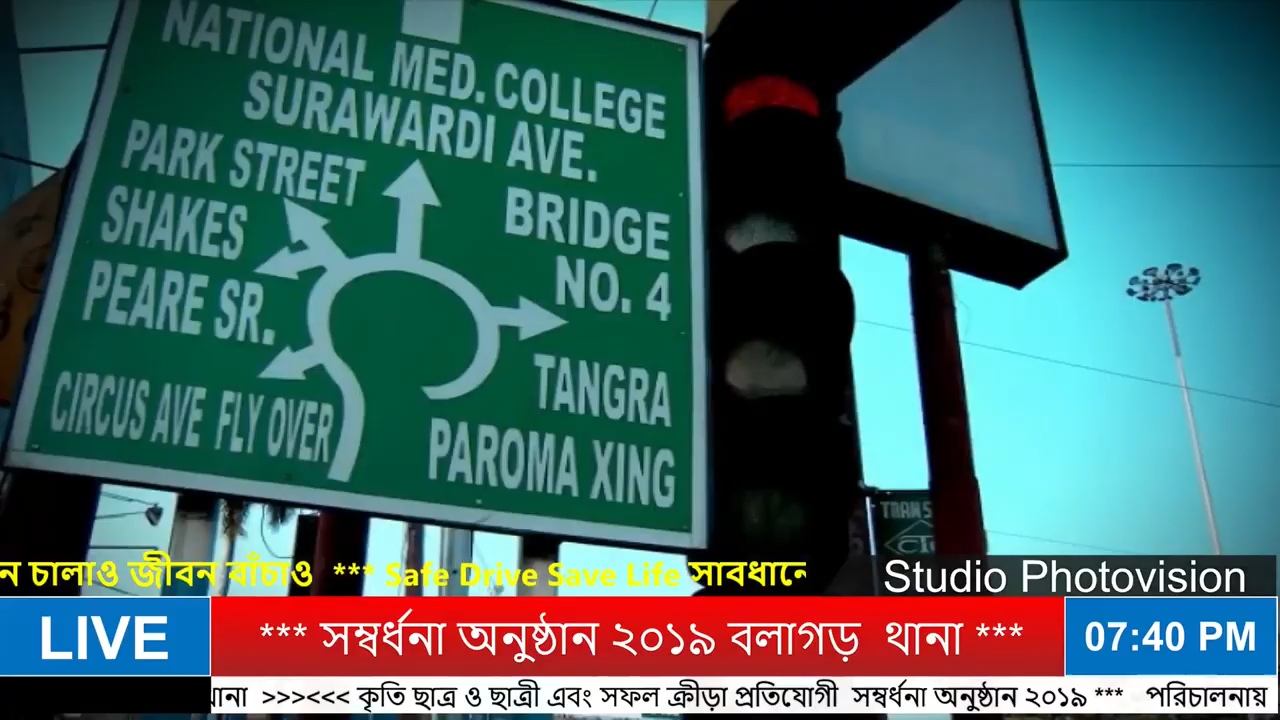 NATIONAL MED. COLLEGE
SURAWARDI AVE.
PARK STREET
SHAKES
PEARE SR.
BRIDGE
NO. 4
TANGRA
CIRCUS AVE FLY OVER
PAROMA XING
ন চালাও জীবন বাঁচাও *** Safe Drive Save Life সাবধানে
Studio Photovision
LIVE
*** সম্বর্ধনা অনুষ্ঠান ২০১৯ বলাগড় থানা ***
07:40 PM
>>><<< কৃতি ছাত্র ও ছাত্রী এবং সফল ক্রীড়া প্রতিযোগী সম্বর্ধনা অনুষ্ঠান ২০১৯ *** পরিচালনায়